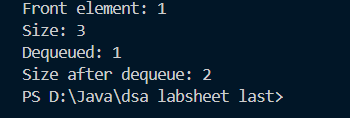 Front element: 1
Size: 3
Dequeued: 1
Size after dequeue: 2
PS D:\Java\dsa labsheet last>